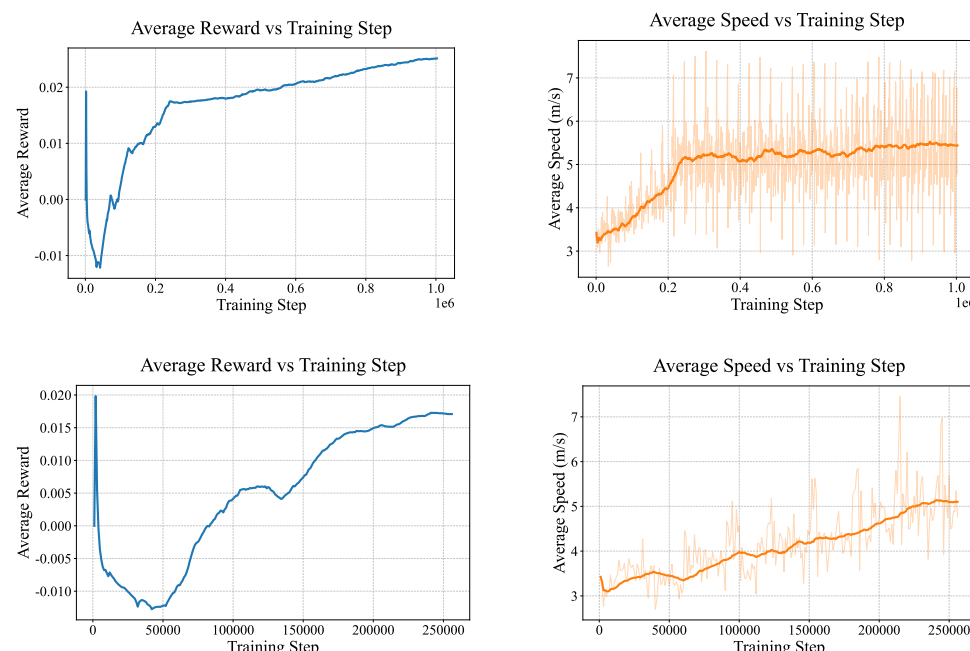 Average Reward vs Training Step
Average Reward
0.02
0.01
0.00
-0.01
0.0 0.2 0.4 0.6 0.8 1.0
Training Step
1e6
Average Speed vs Training Step
Average Speed (m/s)
7
6
5
4
3
0.0 0.2 0.4 0.6 0.8 1.0
Training Step
1e
Average Reward vs Training Step
Average Reward
0.020
0.015
0.010
0.005
0.000
-0.005
-0.010
0 50000 100000 150000 200000 250000
Training Step
Average Speed vs Training Step
Average Speed (m/s)
7
6
5
4
3
0 50000 100000 150000 200000 250000
Training Step